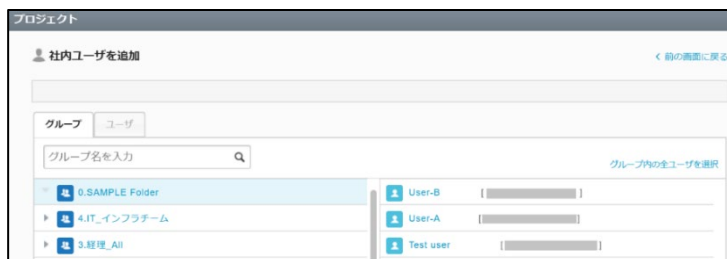 プロジェクト
社内ユーザを追加
< 前の画面に戻る
グループ ユーザ
グループ名を入力
グループ内の全ユーザを選択
0.SAMPLE Folder
4.IT_インフラチーム
3.経理_All
User-B [ ]
User-A [ ]
Test user [ ]